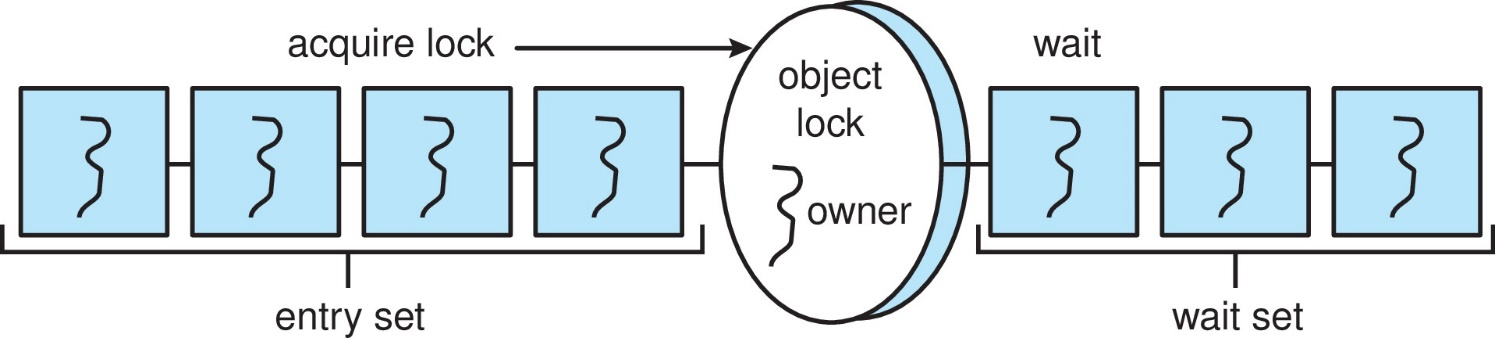 acquire lock
object
lock
owner
wait
entry set
wait set